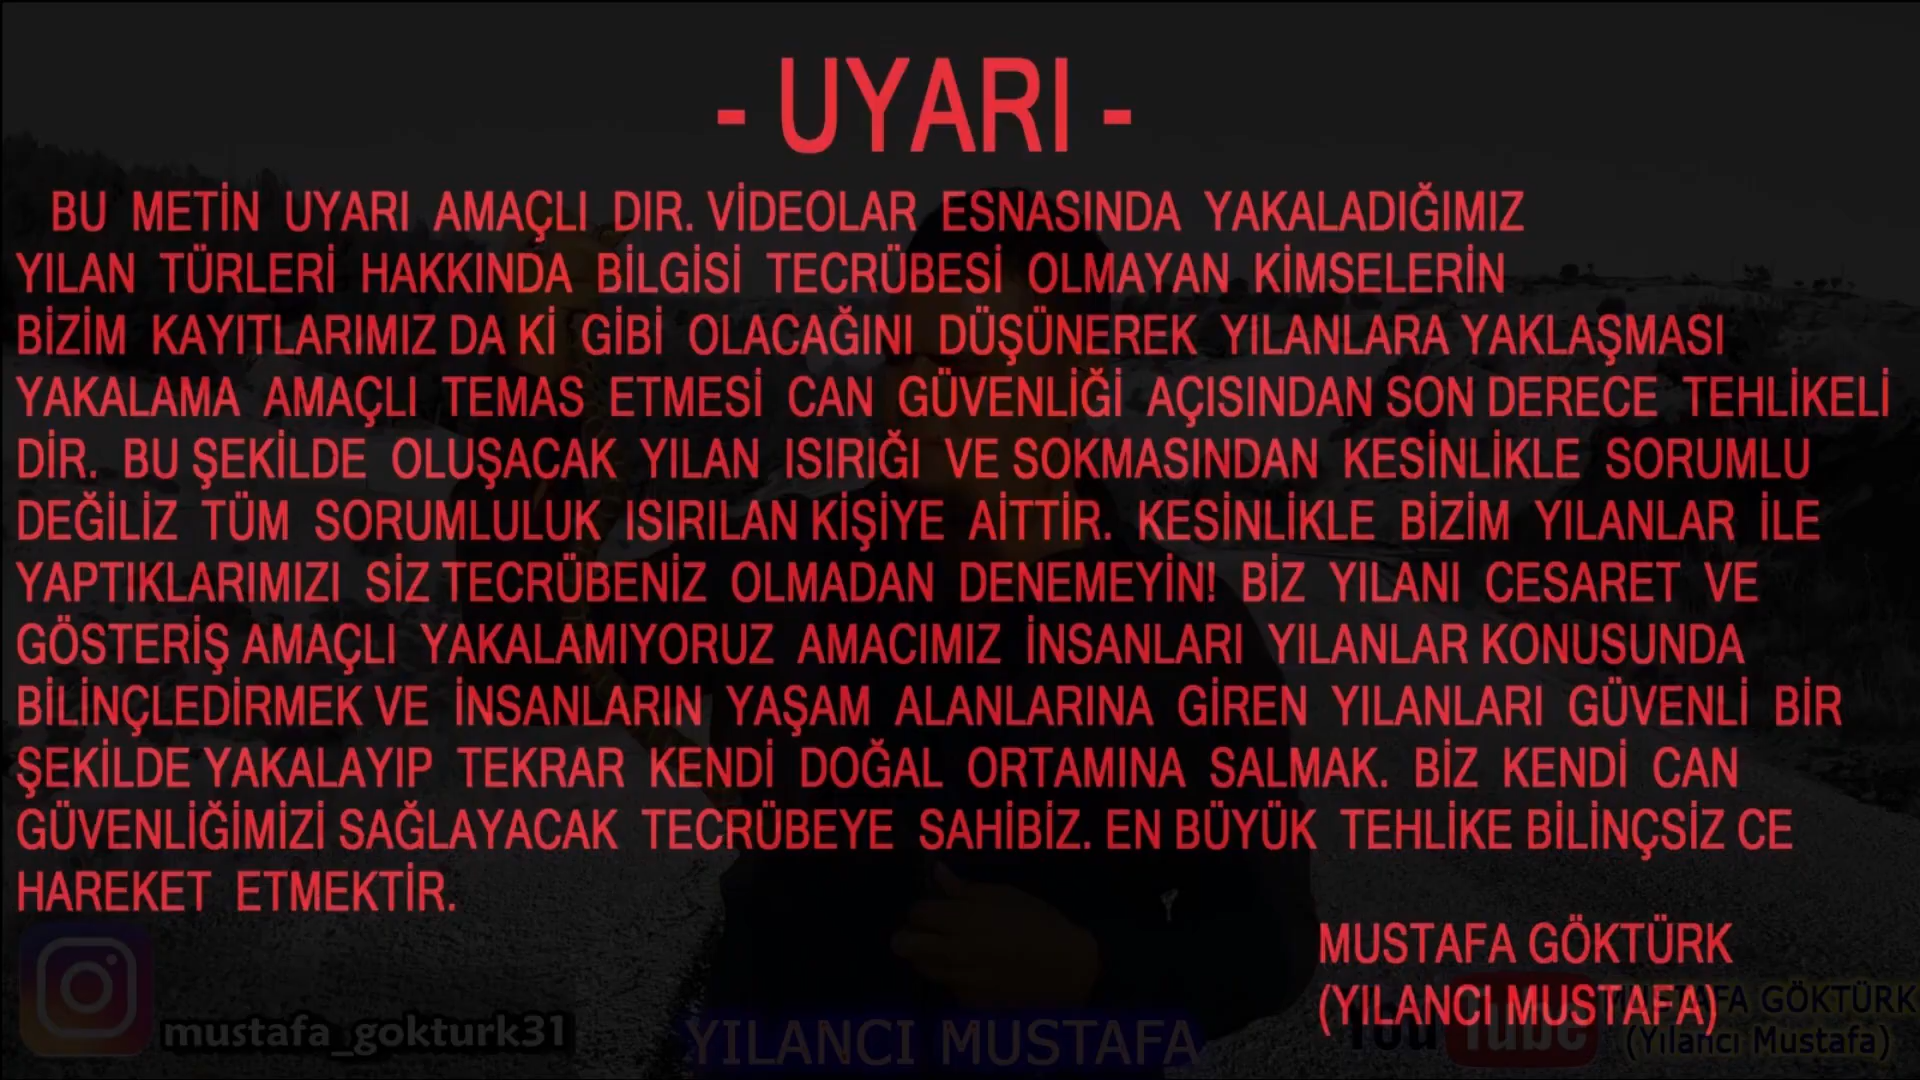 - UYARI -
BU METİN UYARI AMAÇLI DIR. VİDEOLAR ESNASINDA YAKALADIĞIMIZ
YILAN TÜRLERİ HAKKINDA BİLGİSİ TECRÜBESİ OLMAYAN KİMSELERİN
BİZİM KAYITLARIMIZ DA Kİ GİBİ OLACAĞINI DÜŞÜNEREK YILANLARA YAKLAŞMASI
YAKALAMA AMAÇLI TEMAS ETMESİ CAN GÜVENLİĞİ AÇISINDAN SON DERECE TEHLİKELİ
DİR. BU ŞEKİLDE OLUŞACAK YILAN ISIRIĞI VE SOKMASINDAN KESİNLİKLE SORUMLU
DEĞİLİZ TÜM SORUMLULUK ISIRILAN KİŞİYE AİTTİR. KESİNLİKLE BİZİM YILANLAR İLE
YAPTIKLARIMIZI SİZ TECRÜBENİZ OLMADAN DENEMEYİN! BİZ YILANI CESARET VE
GÖSTERİŞ AMAÇLI YAKALAMIYORUZ AMACIMIZ İNSANLARI YILANLAR KONUSUNDA
BİLİNÇLEDİRMEK VE İNSANLARIN YAŞAM ALANLARINA GİREN YILANLARI GÜVENLİ BİR
ŞEKİLDE YAKALAYIP TEKRAR KENDİ DOĞAL ORTAMINA SALMAK. BİZ KENDİ CAN
GÜVENLİĞİMİZİ SAĞLAYACAK TECRÜBEYE SAHİBİZ. EN BÜYÜK TEHLİKE BİLİNÇSİZ CE
HAREKET ETMEKTİR.
MUSTAFA GÖKTÜRK
(YILANCI MUSTAFA)
mustafa_gokturk31
YILANCI MUSTAFA
YouTube
MUSTAFA GÖKTÜRK
(Yılancı Mustafa)